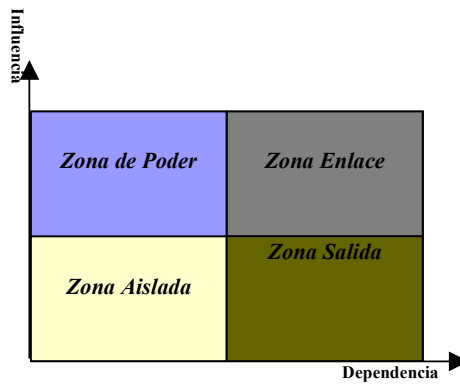 Influencia
Zona de Poder
Zona Enlace
Zona Salida
Zona Aislada
Dependencia